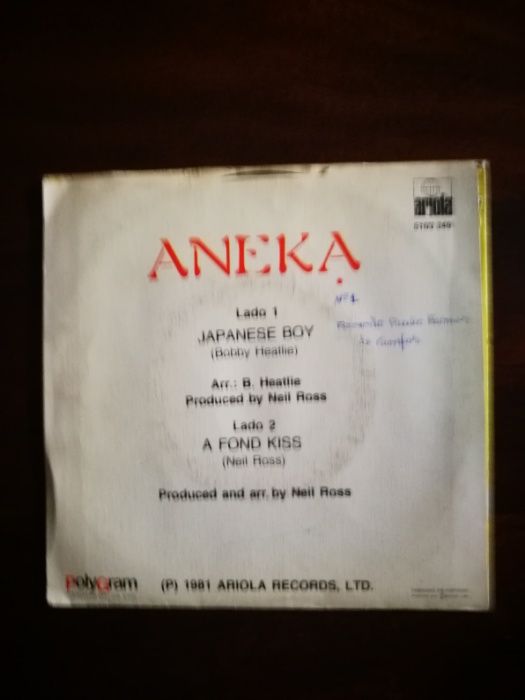 ariola
ANEKA
Nº1
Lado 1
JAPANESE BOY
(Bobby Heatlie)
Arr.: B. Heatlie
Produced by Neil Ross
Lado 2
A FOND KISS
(Neil Ross)
Produced and arr. by Neil Ross
PolyGram
(P) 1981 ARIOLA RECORDS, LTD.